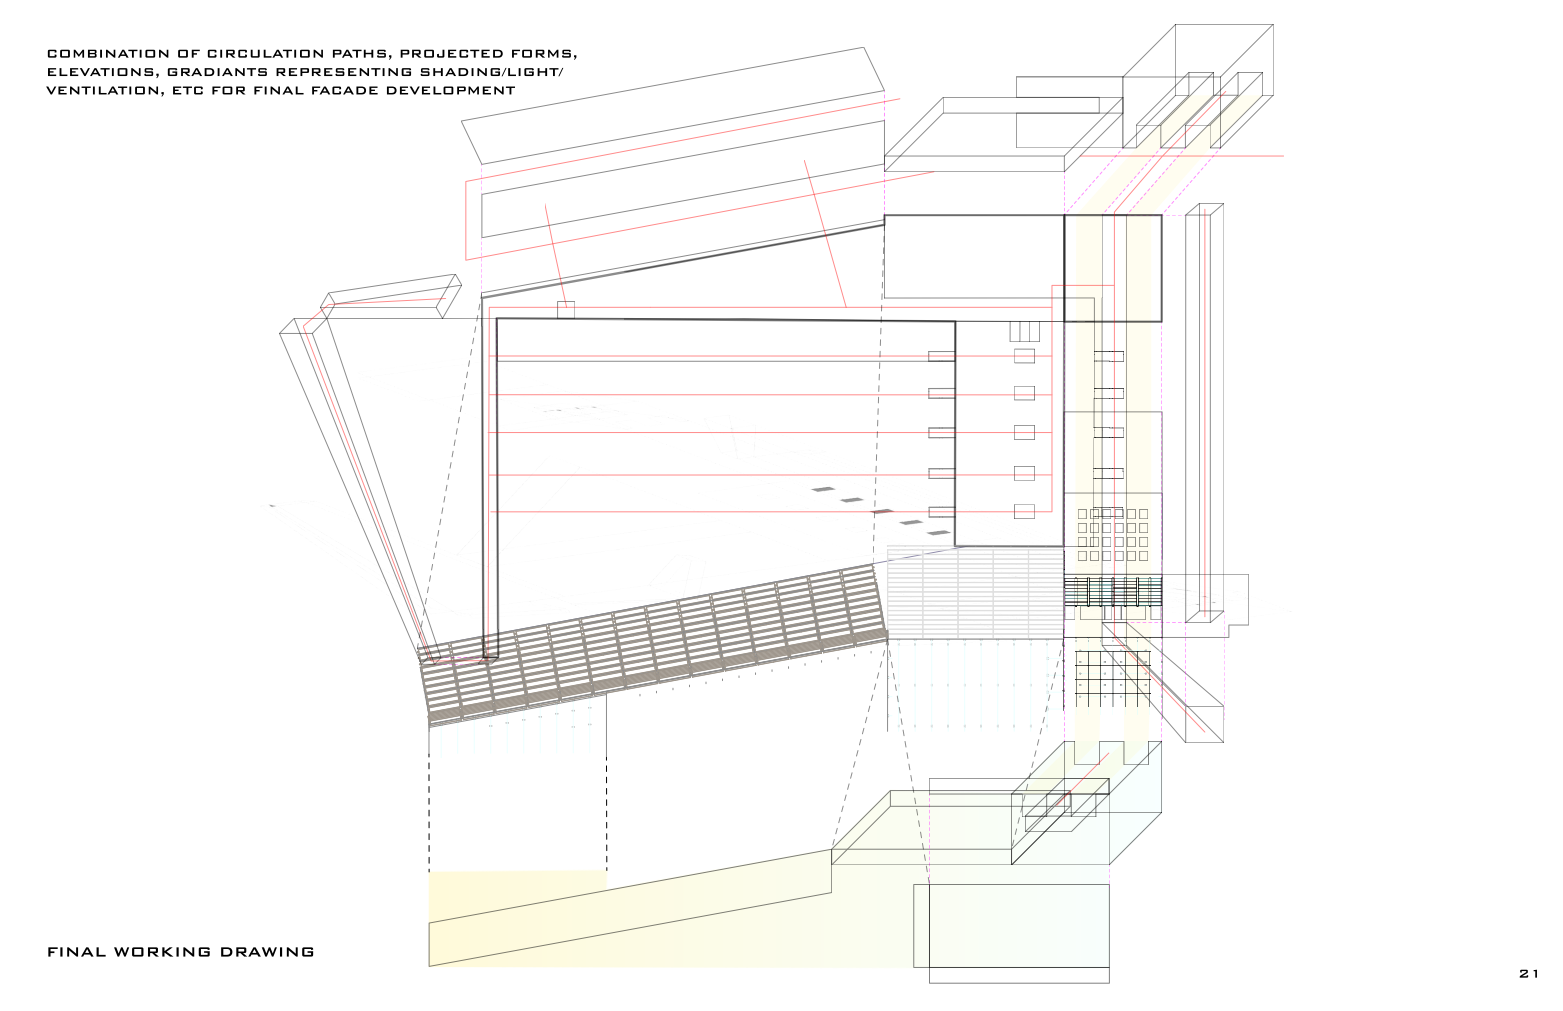 COMBINATION OF CIRCULATION PATHS, PROJECTED FORMS,
ELEVATIONS, GRADIANTS REPRESENTING SHADING/LIGHT/
VENTILATION, ETC FOR FINAL FACADE DEVELOPMENT
FINAL WORKING DRAWING
21